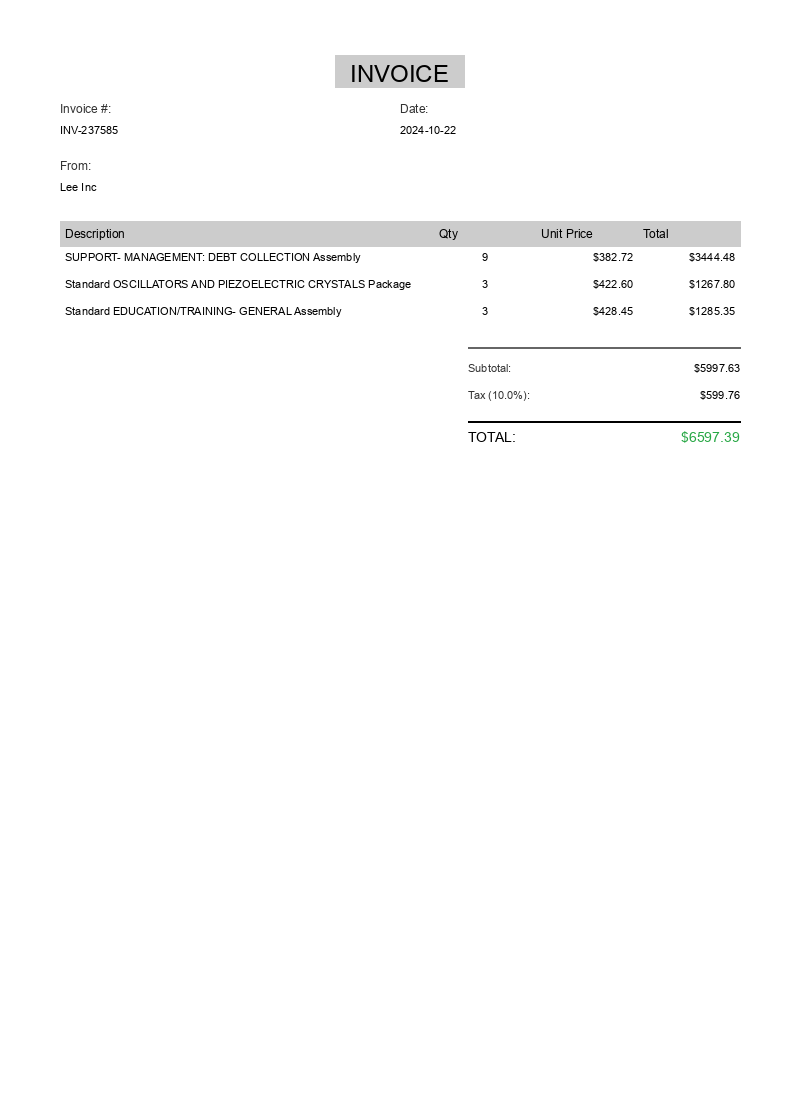 INVOICE
Invoice #: Date:
INV-237585 2024-10-22
From:
Lee Inc
Description Qty Unit Price Total
SUPPORT- MANAGEMENT: DEBT COLLECTION Assembly 9 $382.72 $3444.48
Standard OSCILLATORS AND PIEZOELECTRIC CRYSTALS Package 3 $422.60 $1267.80
Standard EDUCATION/TRAINING- GENERAL Assembly 3 $428.45 $1285.35
Subtotal: $5997.63
Tax (10.0%): $599.76
TOTAL: $6597.39